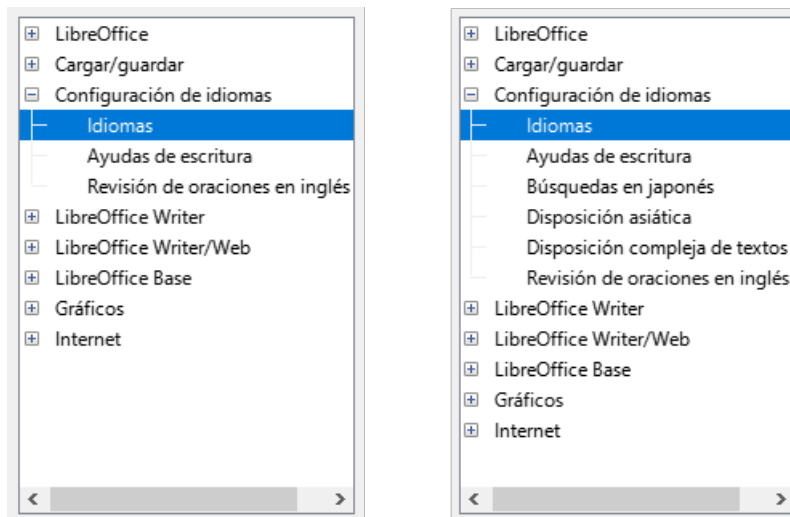 LibreOffice
Cargar/guardar
Configuración de idiomas
Idiomas
Ayudas de escritura
Revisión de oraciones en inglés
LibreOffice Writer
LibreOffice Writer/Web
LibreOffice Base
Gráficos
Internet
LibreOffice
Cargar/guardar
Configuración de idiomas
Idiomas
Ayudas de escritura
Búsquedas en japonés
Disposición asiática
Disposición compleja de textos
Revisión de oraciones en inglés
LibreOffice Writer
LibreOffice Writer/Web
LibreOffice Base
Gráficos
Internet